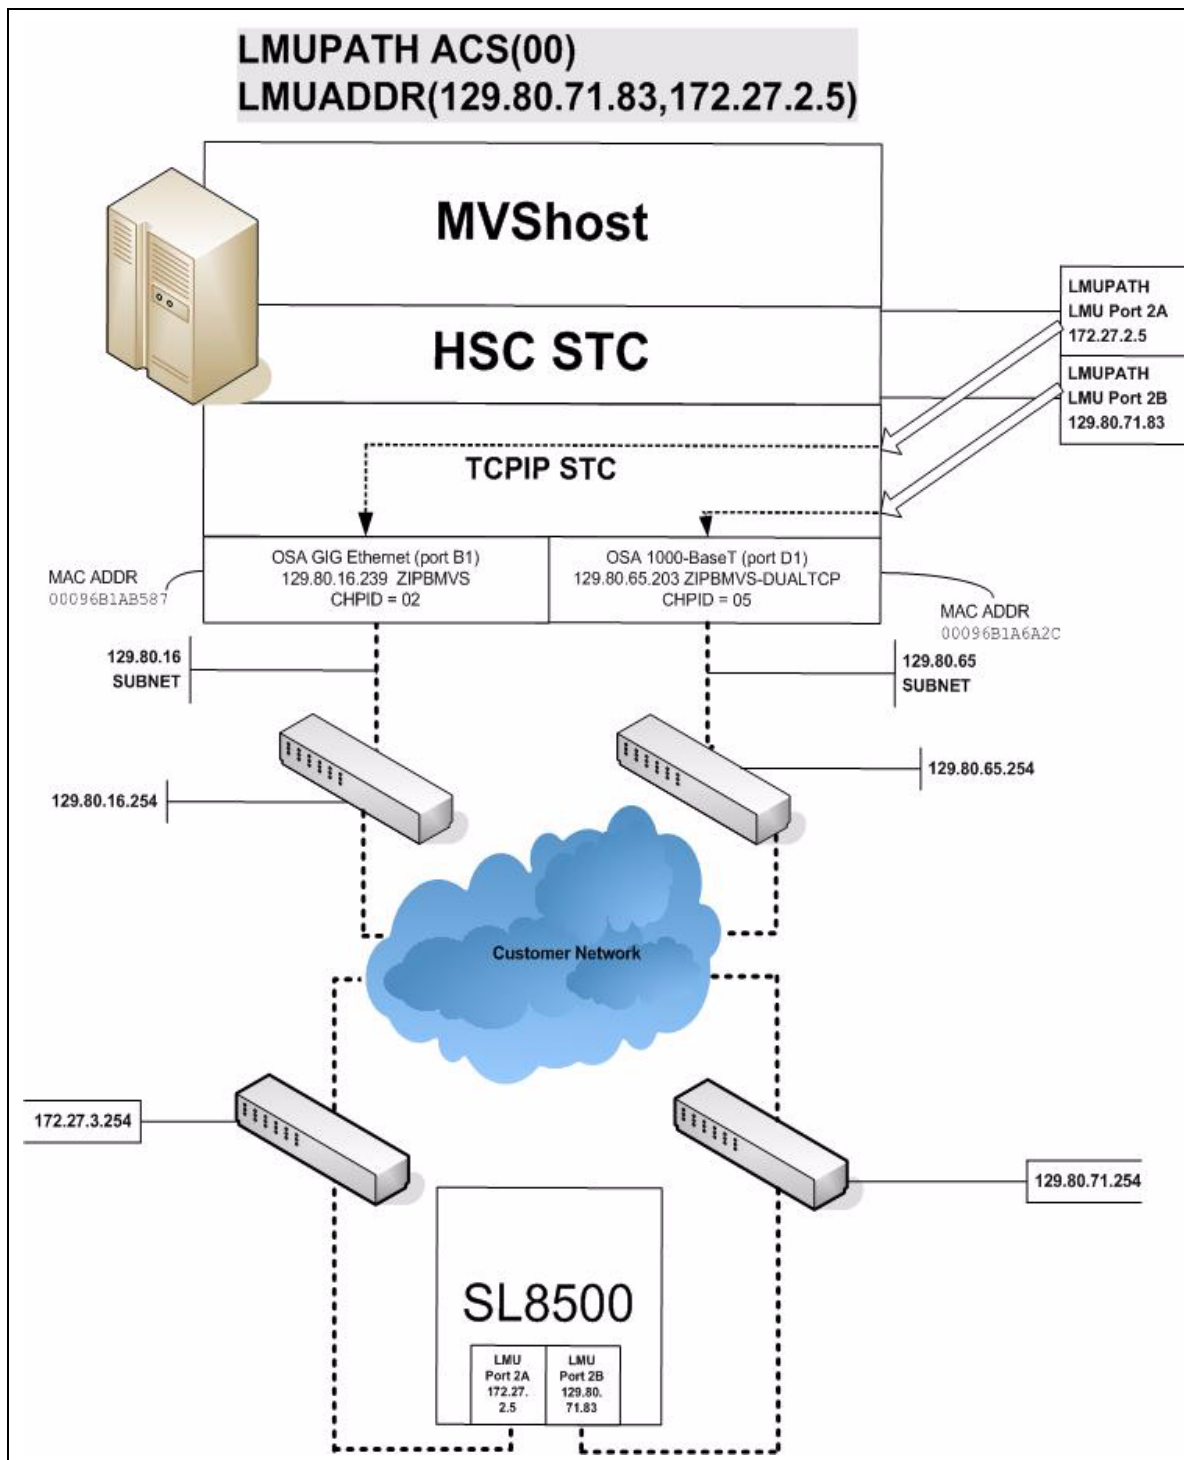 LMUPATH ACS(00)
LMUADDR(129.80.71.83,172.27.2.5)
MVShost
HSC STC
LMUPATH
LMU Port 2A
172.27.2.5
LMUPATH
LMU Port 2B
129.80.71.83
TCPIP STC
OSA GIG Ethernet (port B1)
129.80.16.239 ZIPBMVS
CHPID = 02
OSA 1000-BaseT (port D1)
129.80.65.203 ZIPBMVS-DUALTCP
CHPID = 05
MAC ADDR
00096B1AB587
MAC ADDR
00096B1A6A2C
129.80.16
SUBNET
129.80.65
SUBNET
129.80.16.254
129.80.65.254
Customer Network
172.27.3.254
129.80.71.254
SL8500
LMU
Port 2A
172.27.
2.5
LMU
Port 2B
129.80.
71.83